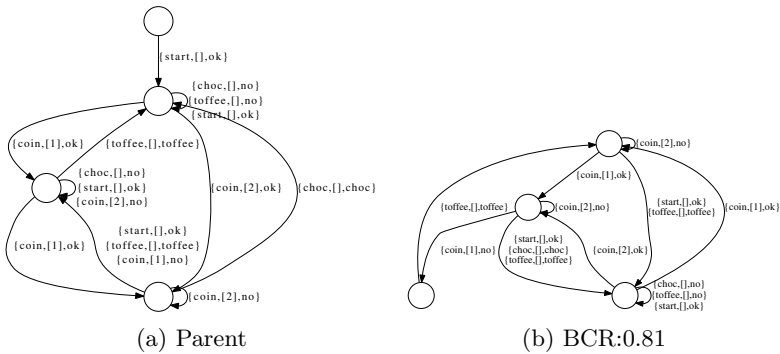 {start,[],ok}
{choc,[],no}
{toffee,[],no}
{start,[],ok}
{coin,[1],ok}
{toffee,[],toffee}
{choc,[],no}
{start,[],ok}
{coin,[2],no}
{coin,[2],ok}
{choc,[],choc}
{start,[],ok}
{toffee,[],toffee}
{coin,[1],no}
{coin,[1],ok}
{coin,[2],no}
(a) Parent
{coin,[2],no}
{coin,[1],ok}
{toffee,[],toffee}
{coin,[2],no}
{start,[],ok}
{toffee,[],toffee}
{coin,[1],ok}
{coin,[1],no}
{start,[],ok}
{choc,[],choc}
{toffee,[],toffee}
{coin,[2],ok}
{choc,[],no}
{toffee,[],no}
{start,[],ok}
(b) BCR:0.81